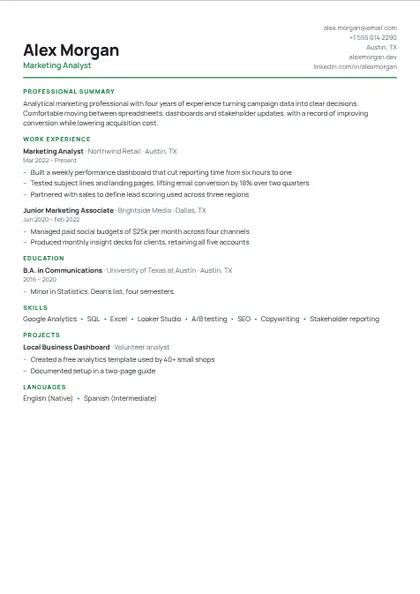 alex.morgan@email.com
+1 555 014 2290
Austin, TX
alexmorgan.dev
linkedin.com/in/alexmorgan
Alex Morgan
Marketing Analyst
PROFESSIONAL SUMMARY
Analytical marketing professional with four years of experience turning campaign data into clear decisions.
Comfortable moving between spreadsheets, dashboards and stakeholder updates, with a record of improving
conversion while lowering acquisition cost.
WORK EXPERIENCE
Marketing Analyst · Northwind Retail · Austin, TX
Mar 2022 – Present
– Built a weekly performance dashboard that cut reporting time from six hours to one
– Tested subject lines and landing pages, lifting email conversion by 18% over two quarters
– Partnered with sales to define lead scoring used across three regions
Junior Marketing Associate · Brightside Media · Dallas, TX
Jun 2020 – Feb 2022
– Managed paid social budgets of $25k per month across four channels
– Produced monthly insight decks for clients, retaining all five accounts
EDUCATION
B.A. in Communications · University of Texas at Austin · Austin, TX
2016 – 2020
– Minor in Statistics. Dean's list, four semesters.
SKILLS
Google Analytics • SQL • Excel • Looker Studio • A/B testing • SEO • Copywriting • Stakeholder reporting
PROJECTS
Local Business Dashboard · Volunteer analyst
– Created a free analytics template used by 40+ small shops
– Documented setup in a two-page guide
LANGUAGES
English (Native) • Spanish (Intermediate)